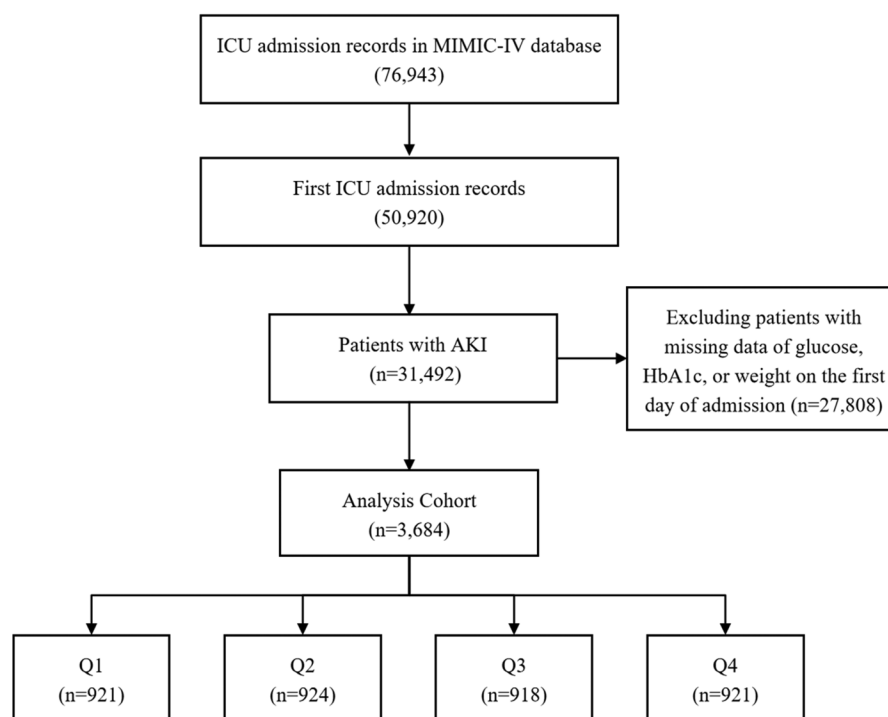 ICU admission records in MIMIC-IV database
(76,943)
First ICU admission records
(50,920)
Patients with AKI
(n=31,492)
Excluding patients with
missing data of glucose,
HbA1c, or weight on the first
day of admission (n=27,808)
Analysis Cohort
(n=3,684)
Q1
(n=921)
Q2
(n=924)
Q3
(n=918)
Q4
(n=921)